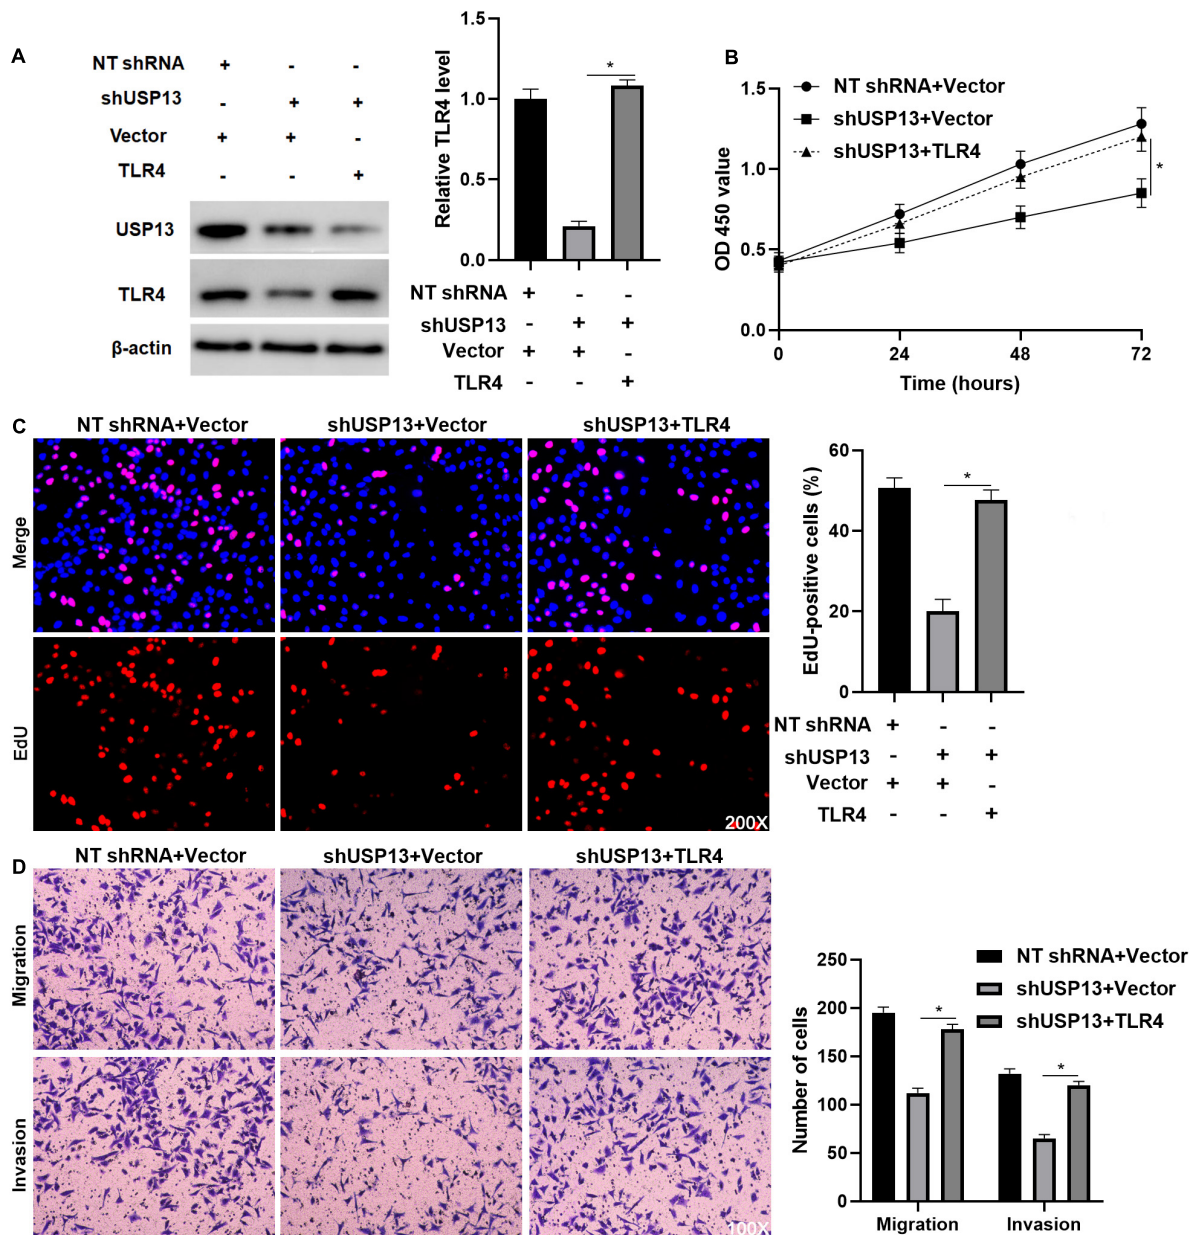 A
NT shRNA + - -
shUSP13 - + +
Vector + + -
TLR4 - - +
USP13
TLR4
β-actin
Relative TLR4 level
1.5
1.0
0.5
0.0
*
NT shRNA + - -
shUSP13 - + +
Vector + + -
TLR4 - - +
B
NT shRNA+Vector
shUSP13+Vector
shUSP13+TLR4
OD 450 value
1.5
1.0
0.5
0.0
*
0 24 48 72
Time (hours)
C
NT shRNA+Vector shUSP13+Vector shUSP13+TLR4
Merge
EdU
200X
EdU-positive cells (%)
60
40
20
0
*
NT shRNA + - -
shUSP13 - + +
Vector + + -
TLR4 - - +
D
NT shRNA+Vector shUSP13+Vector shUSP13+TLR4
Migration
Invasion
100X
Number of cells
250
200
150
100
50
0
NT shRNA+Vector
shUSP13+Vector
shUSP13+TLR4
* *
Migration Invasion